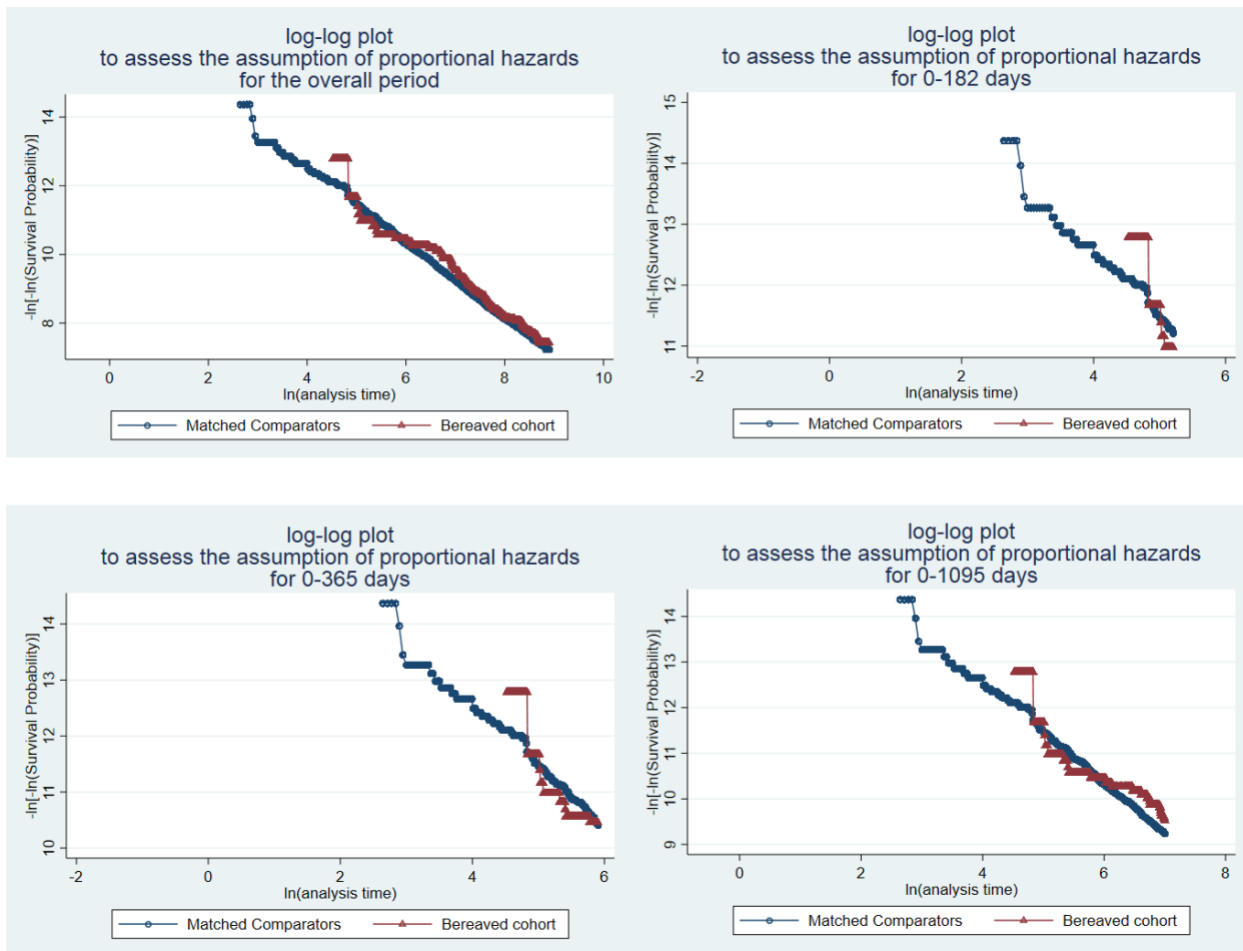 log-log plot
to assess the assumption of proportional hazards
for the overall period
-ln[-ln(Survival Probability)]
14
12
10
8
0 2 4 6 8 10
ln(analysis time)
Matched Comparators Bereaved cohort
log-log plot
to assess the assumption of proportional hazards
for 0-182 days
-ln[-ln(Survival Probability)]
15
14
13
12
11
-2 0 2 4 6
ln(analysis time)
Matched Comparators Bereaved cohort
log-log plot
to assess the assumption of proportional hazards
for 0-365 days
-ln[-ln(Survival Probability)]
14
13
12
11
10
-2 0 2 4 6
ln(analysis time)
Matched Comparators Bereaved cohort
log-log plot
to assess the assumption of proportional hazards
for 0-1095 days
-ln[-ln(Survival Probability)]
14
13
12
11
10
9
0 2 4 6 8
ln(analysis time)
Matched Comparators Bereaved cohort